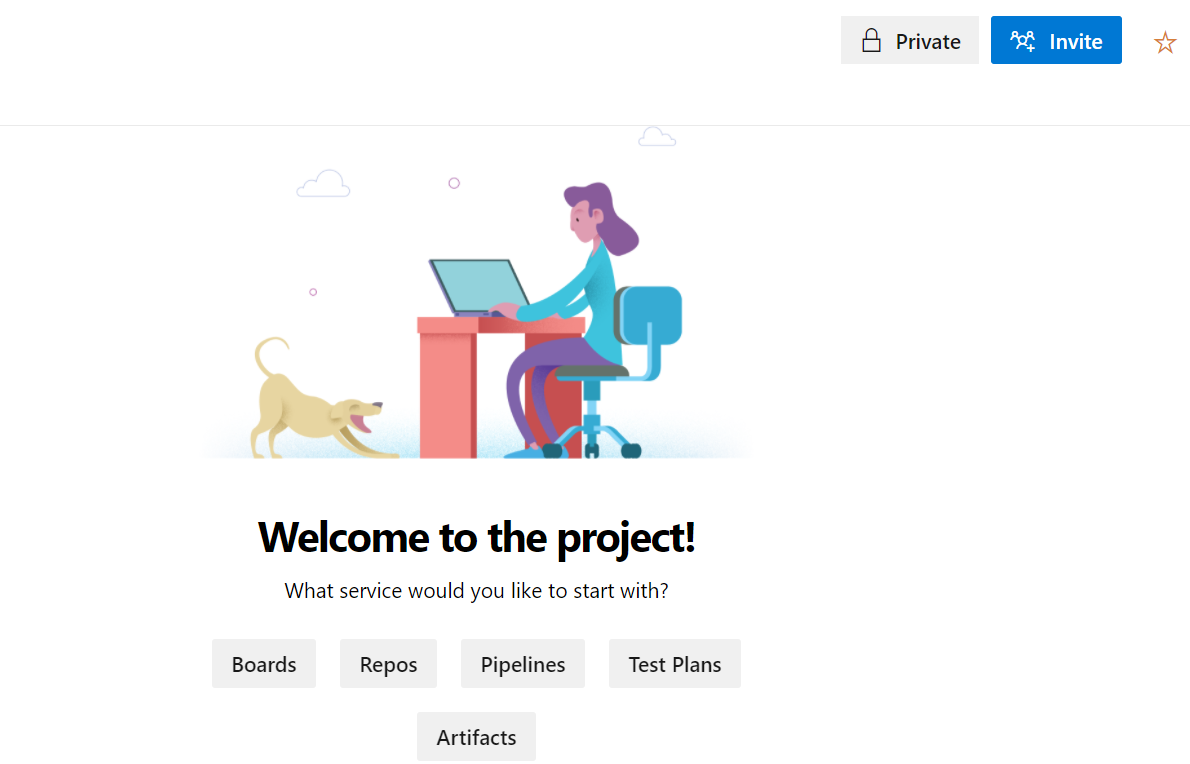 Private
Invite
Welcome to the project!
What service would you like to start with?
Boards
Repos
Pipelines
Test Plans
Artifacts